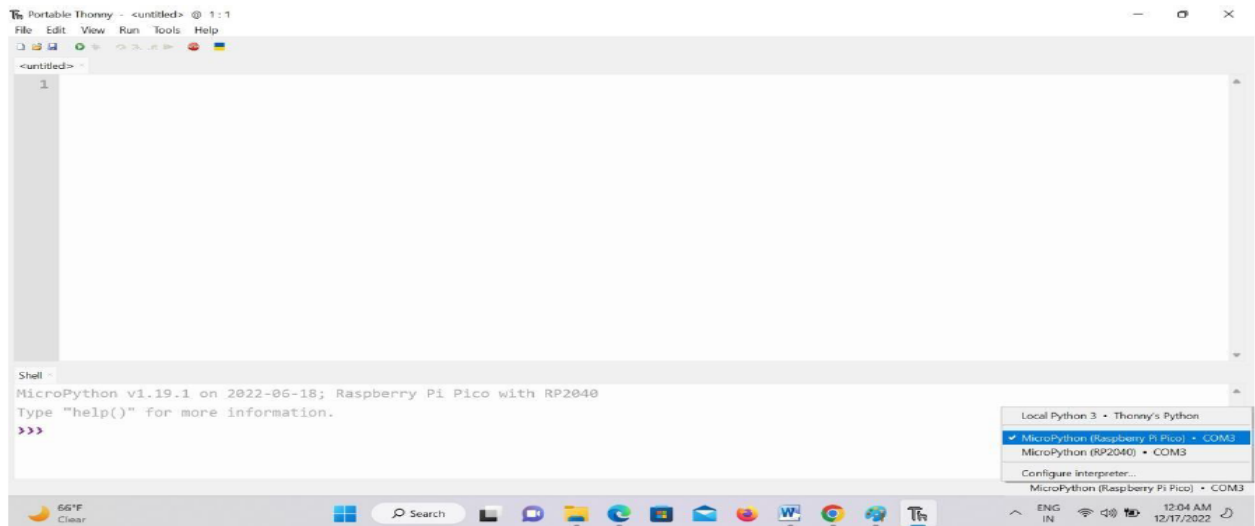 Portable Thonny - <untitled> @ 1:1
File Edit View Run Tools Help
<untitled>
1
Shell
MicroPython v1.19.1 on 2022-06-18; Raspberry Pi Pico with RP2040
Type "help()" for more information.
>>>
Local Python 3 • Thonny's Python
✓ MicroPython (Raspberry Pi Pico) • COM3
MicroPython (RP2040) • COM3
Configure interpreter...
MicroPython (Raspberry Pi Pico) • COM3
66°F
Clear
Search
ENG
IN
12:04 AM
12/17/2022